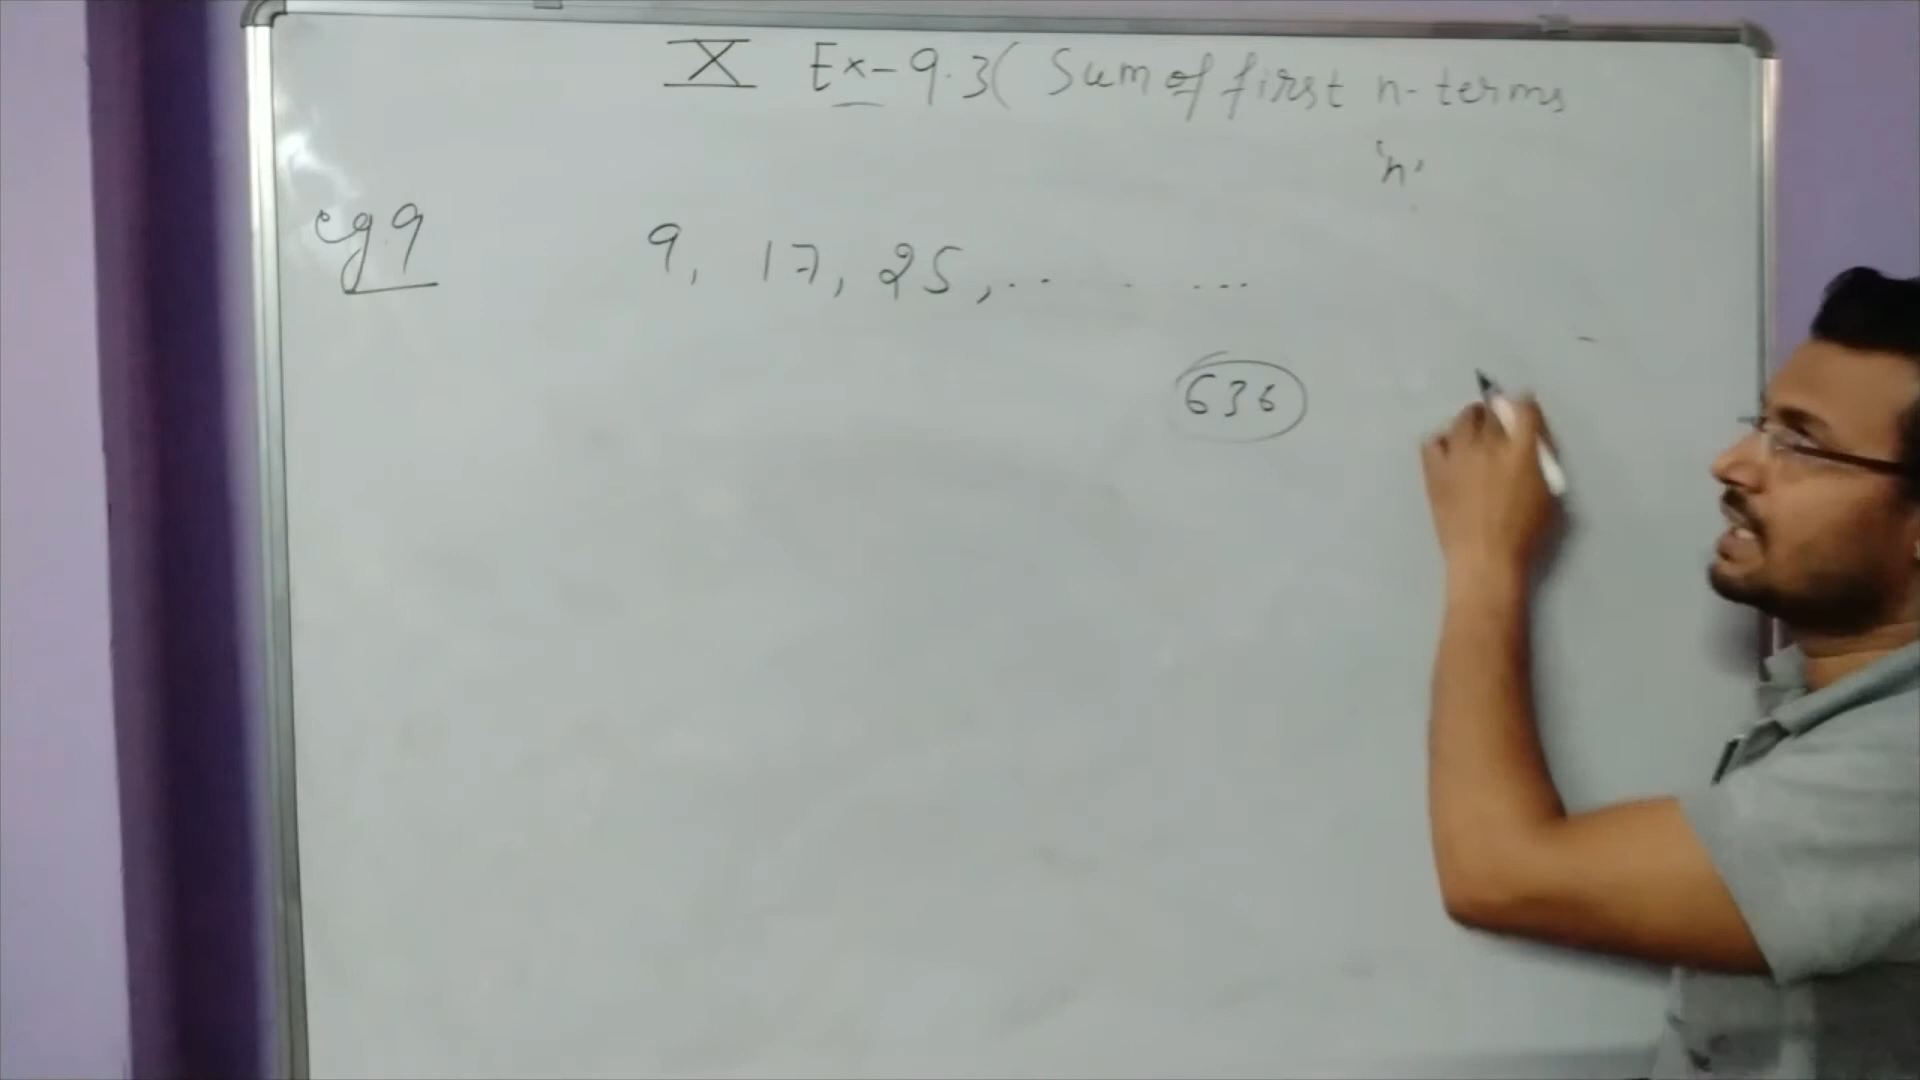 X Ex-9.3( Sum of first n-terms
'n'
eg 9 9, 17, 25, .. . ...
636